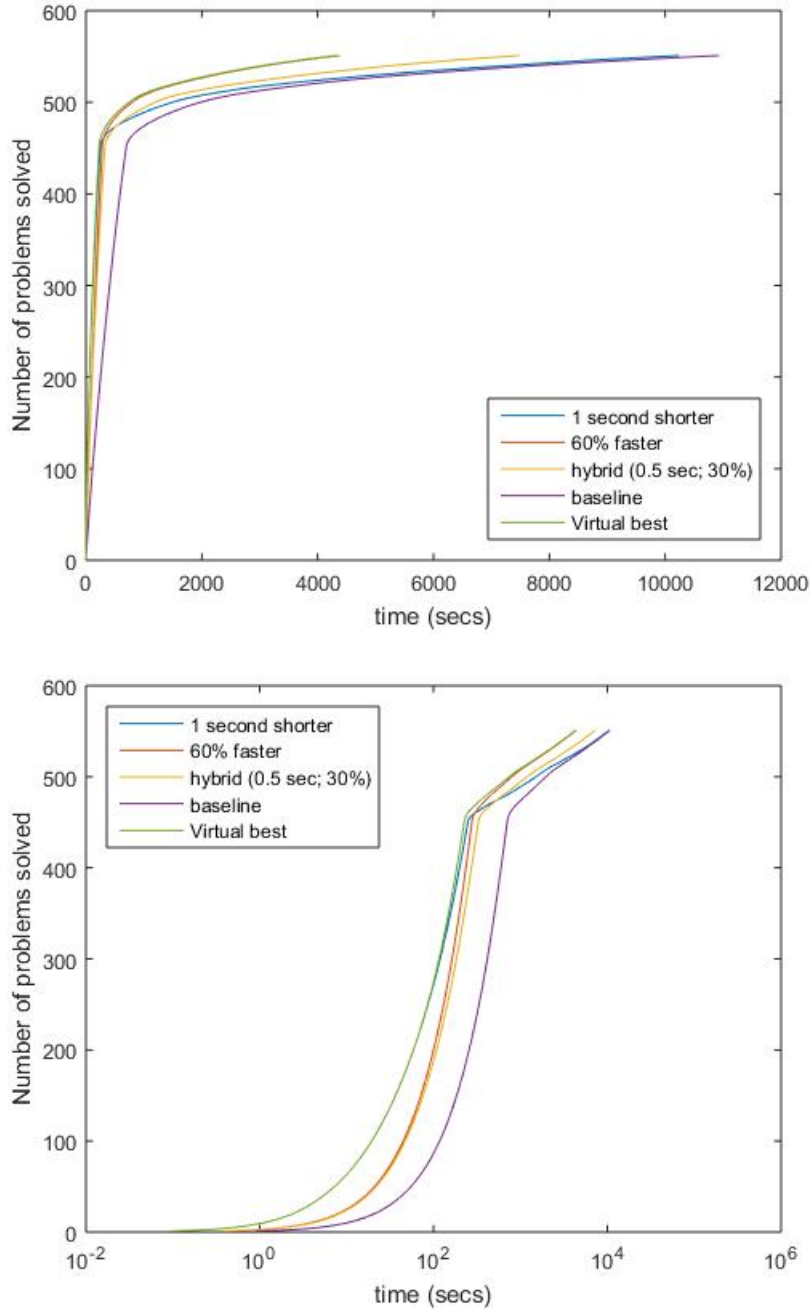 600
500
400
300
200
100
0
Number of problems solved
1 second shorter
60% faster
hybrid (0.5 sec; 30%)
baseline
Virtual best
0 2000 4000 6000 8000 10000 12000
time (secs)
600
500
400
300
200
100
0
Number of problems solved
1 second shorter
60% faster
hybrid (0.5 sec; 30%)
baseline
Virtual best
10⁻² 10⁰ 10² 10⁴ 10⁶
time (secs)